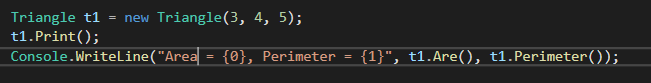 Triangle t1 = new Triangle(3, 4, 5);
t1.Print();
Console.WriteLine("Area = {0}, Perimeter = {1}", t1.Are(), t1.Perimeter());